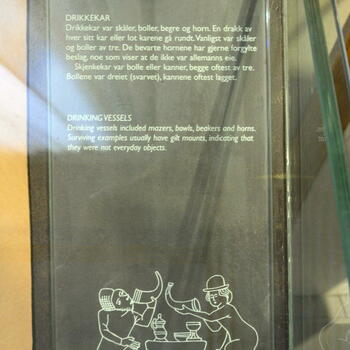 DRIKKEKAR
Drikkekar var skåler, boller, begre og horn. En drakk av
hver sitt kar eller lot karene gå rundt. Vanligst var skåler
og boller av tre. De bevarte hornene har gjerne forgylte
beslag, noe som viser at de ikke var allemanns eie.
Skjenkekar var bolle eller kanner, begge oftest av tre.
Bollene var dreiet (svarvet), kannene oftest lagget.
DRINKING VESSELS
Drinking vessels included mazers, bowls, beakers and horns.
Surviving examples usually have gilt mounts, indicating that
they were not everyday objects.